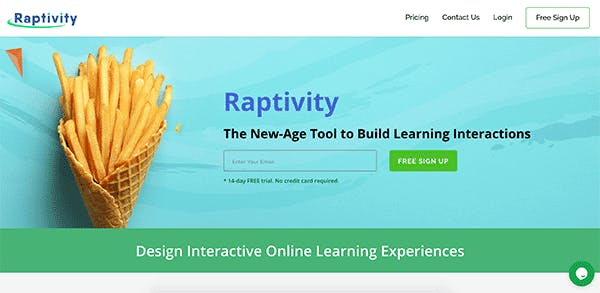 Raptivity
Pricing
Contact Us
Login
Free Sign Up
Raptivity
The New-Age Tool to Build Learning Interactions
Enter Your Email
FREE SIGN UP
* 14-day FREE trial. No credit card required.
Design Interactive Online Learning Experiences